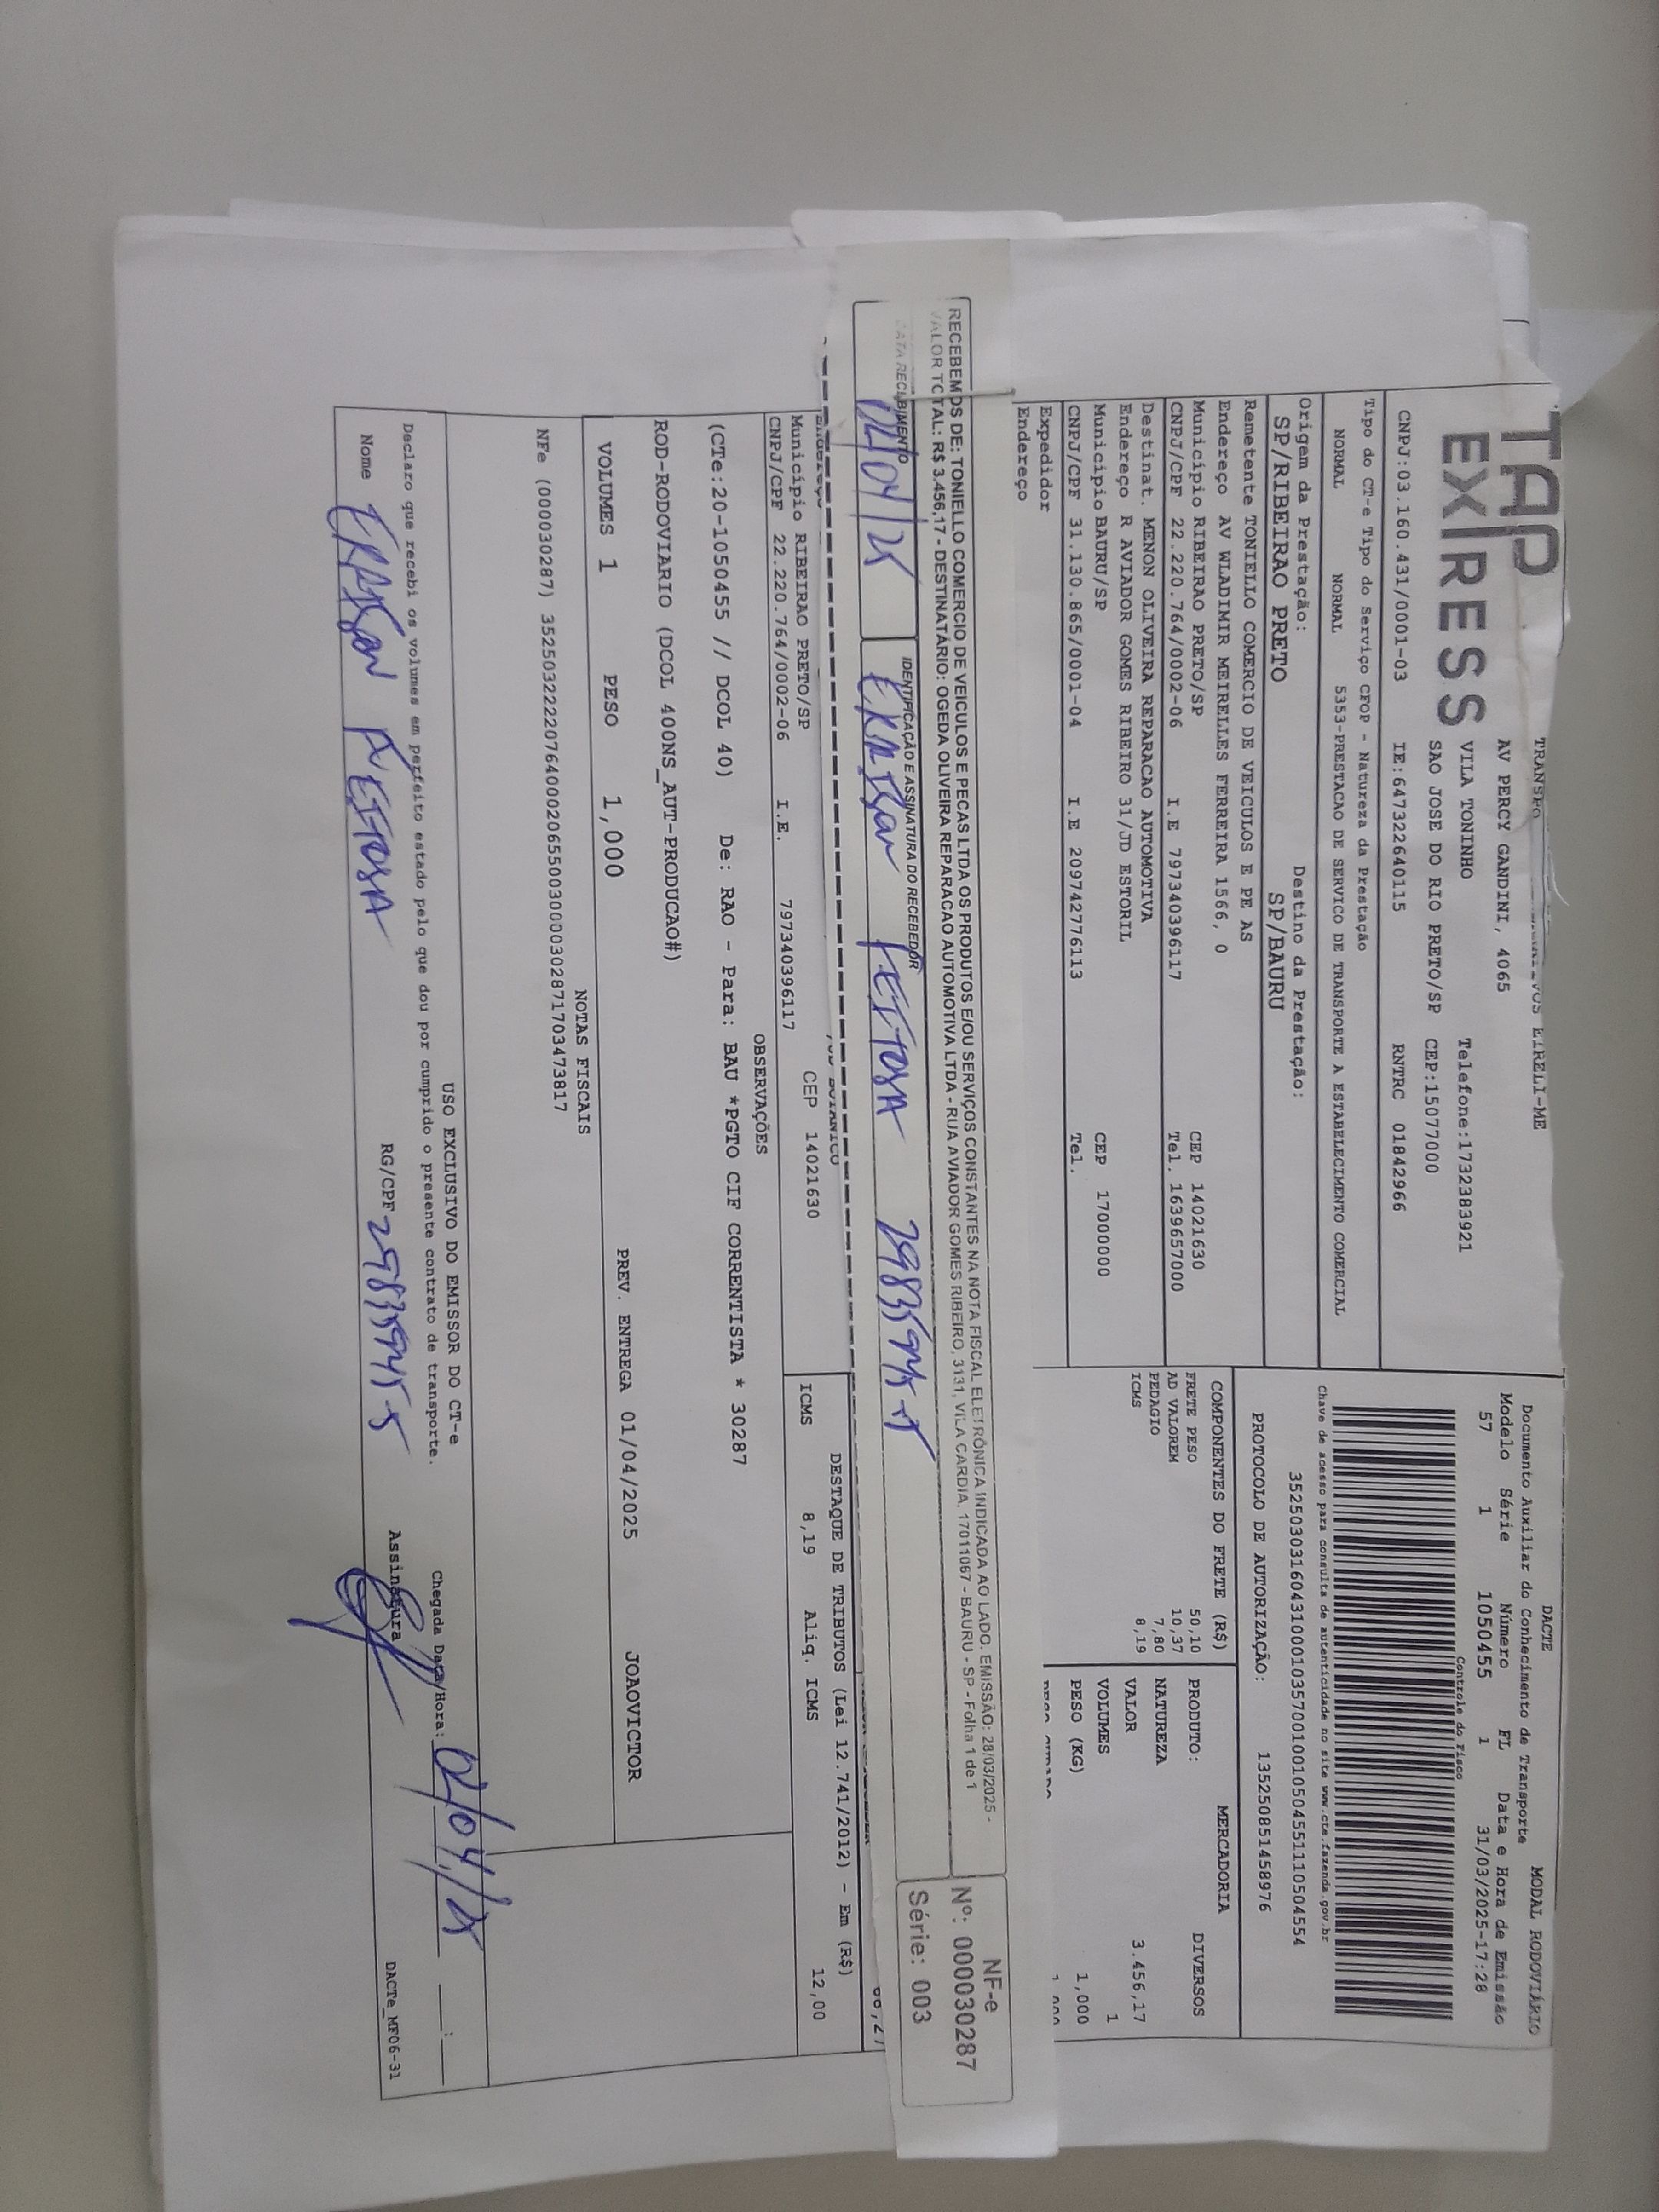 TAP
EXPRESS
AV PERCY GANDINI, 4065
VILA TONINHO Telefone:1732383921
SAO JOSE DO RIO PRETO/SP CEP:15077000
CNPJ:03.160.431/0001-03 IE:647322640115 RNTRC 01842966
Tipo do CT-e Tipo do Serviço CFOP - Natureza da Prestação
NORMAL NORMAL 5353-PRESTACAO DE SERVICO DE TRANSPORTE A ESTABELECIMENTO COMERCIAL
Origem da Prestação: Destino da Prestação:
SP/RIBEIRAO PRETO SP/BAURU
Remetente TONIELLO COMERCIO DE VEICULOS E PE AS
Endereço AV WLADIMIR MEIRELLES FERREIRA 1566, 0
Município RIBEIRAO PRETO/SP CEP 14021630
CNPJ/CPF 22.220.764/0002-06 I.E 797340396117 Tel. 1639657000
Destinat. MENON OLIVEIRA REPARACAO AUTOMOTIVA
Endereço R AVIADOR GOMES RIBEIRO 31/JD ESTORIL
Município BAURU/SP CEP 17000000
CNPJ/CPF 31.130.865/0001-04 I.E 209742776113 Tel.
Expedidor
Endereço
DACTE MODAL RODOVIÁRIO
Documento Auxiliar do Conhecimento de Transporte
Modelo Série Número FL Data e Hora de Emissão
57 1 1050455 1 31/03/2025-17:28
Controle do Fisco
Chave de acesso para consulta de autenticidade no site www.cte.fazenda.gov.br
35250303160431000103570010010504551110504554
PROTOCOLO DE AUTORIZAÇÃO: 135250851458976
COMPONENTES DO FRETE (R$)
FRETE PESO 50,10
AD VALOREM 10,37
PEDAGIO 7,80
ICMS 8,19
MERCADORIA
PRODUTO: DIVERSOS
NATUREZA
VALOR 3.456,17
VOLUMES 1
PESO (KG) 1,000
RECEBEMOS DE: TONIELLO COMERCIO DE VEICULOS E PECAS LTDA OS PRODUTOS E/OU SERVIÇOS CONSTANTES NA NOTA FISCAL ELETRÔNICA INDICADA AO LADO. EMISSÃO: 28/03/2025 -
VALOR TOTAL: R$ 3.456,17 - DESTINATÁRIO: OGEDA OLIVEIRA REPARACAO AUTOMOTIVA LTDA - RUA AVIADOR GOMES RIBEIRO, 3131, VILA CARDIA, 17011067 - BAURU - SP - Folha 1 de 1
DATA RECEBIMENTO IDENTIFICAÇÃO E ASSINATURA DO RECEBEDOR
NF-e
Nº: 000030287
Série: 003
Município RIBEIRAO PRETO/SP CEP 14021630
CNPJ/CPF 22.220.764/0002-06 I.E. 797340396117
DESTAQUE DE TRIBUTOS (Lei 12.741/2012) - Em (R$)
ICMS 8,19 Aliq. ICMS 12,00
OBSERVAÇÕES
(CTe:20-1050455 // DCOL 40) De: RAO - Para: BAU *PGTO CIF CORRENTISTA * 30287
ROD-RODOVIARIO (DCOL 400NS_AUT-PRODUCAO#)
VOLUMES 1 PESO 1,000 PREV. ENTREGA 01/04/2025 JOAOVICTOR
NOTAS FISCAIS
NFe (000030287) 35250322220764000206550030000302871703473817
USO EXCLUSIVO DO EMISSOR DO CT-e
Declaro que recebi os volumes em perfeito estado pelo que dou por cumprido o presente contrato de transporte.
Chegada Data/Hora:
Nome RG/CPF Assinatura
DACTe_MF06-31